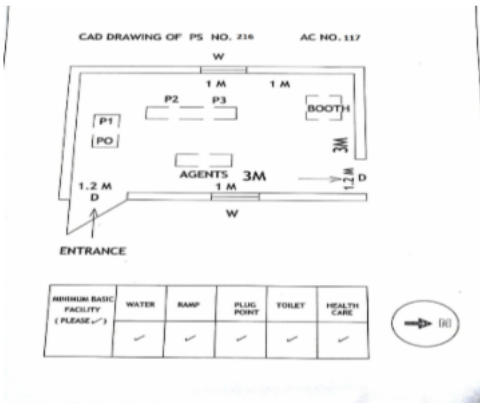 CAD DRAWING OF PS NO. 216 AC NO. 117
W
1 M 1 M
P2 P3
BOOTH
P1
PO
3M
AGENTS 3M
1.2 M 1 M
1.2 M D
D
W
ENTRANCE
MINIMUM BASIC FACILITY (PLEASE ✓) WATER RAMP PLUG POINT TOILET HEALTH CARE
✓ ✓ ✓ ✓ ✓